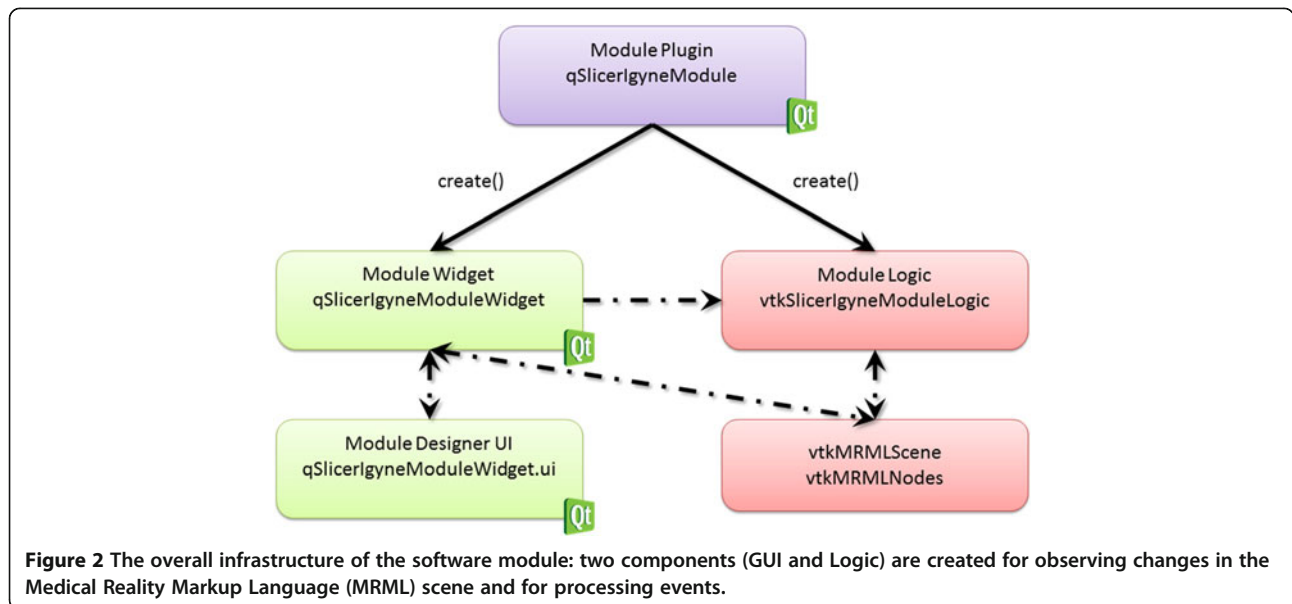 Module Plugin
qSlicerIgyneModule
Qt
create()
create()
Module Widget
qSlicerIgyneModuleWidget
Qt
Module Logic
vtkSlicerIgyneModuleLogic
Module Designer UI
qSlicerIgyneModuleWidget.ui
Qt
vtkMRMLScene
vtkMRMLNodes
Figure 2 The overall infrastructure of the software module: two components (GUI and Logic) are created for observing changes in the
Medical Reality Markup Language (MRML) scene and for processing events.